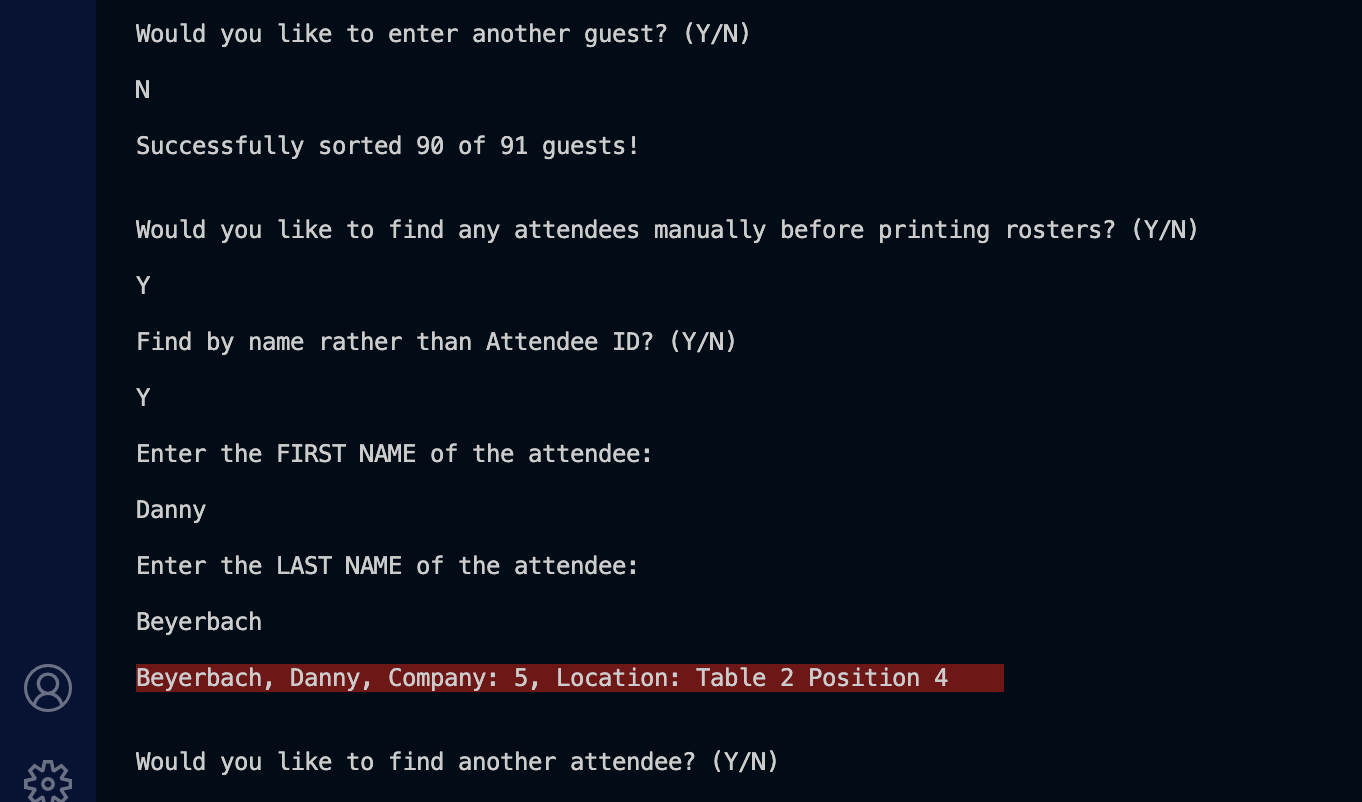 Would you like to enter another guest? (Y/N)
N
Successfully sorted 90 of 91 guests!
Would you like to find any attendees manually before printing rosters? (Y/N)
Y
Find by name rather than Attendee ID? (Y/N)
Y
Enter the FIRST NAME of the attendee:
Danny
Enter the LAST NAME of the attendee:
Beyerbach
Beyerbach, Danny, Company: 5, Location: Table 2 Position 4
Would you like to find another attendee? (Y/N)